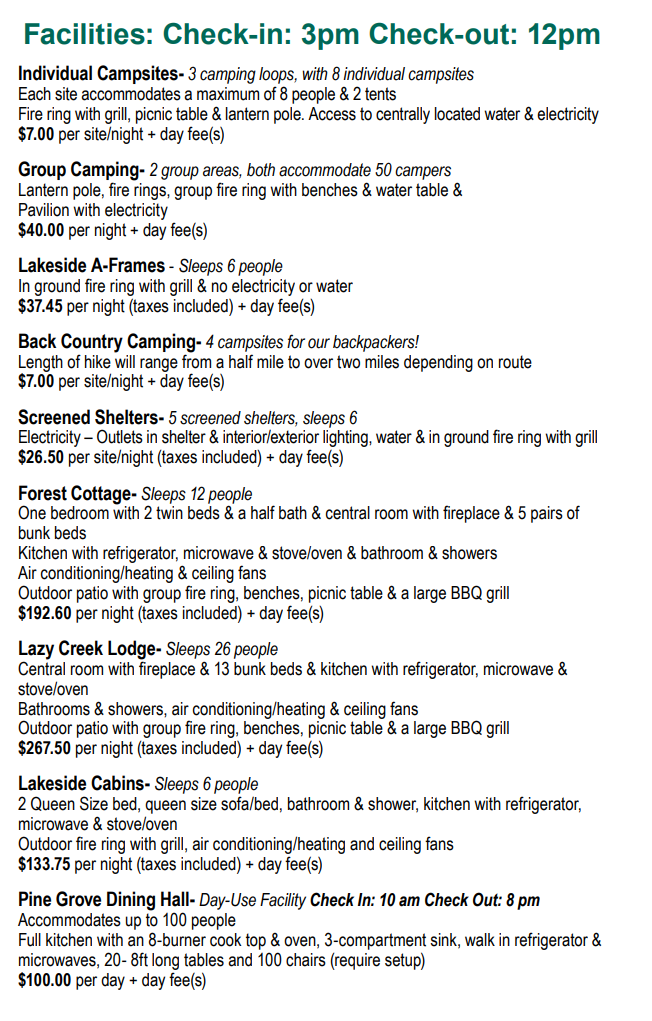 Facilities: Check-in: 3pm Check-out: 12pm
Individual Campsites- 3 camping loops, with 8 individual campsites
Each site accommodates a maximum of 8 people & 2 tents
Fire ring with grill, picnic table & lantern pole. Access to centrally located water & electricity
$7.00 per site/night + day fee(s)
Group Camping- 2 group areas, both accommodate 50 campers
Lantern pole, fire rings, group fire ring with benches & water table &
Pavilion with electricity
$40.00 per night + day fee(s)
Lakeside A-Frames - Sleeps 6 people
In ground fire ring with grill & no electricity or water
$37.45 per night (taxes included) + day fee(s)
Back Country Camping- 4 campsites for our backpackers!
Length of hike will range from a half mile to over two miles depending on route
$7.00 per site/night + day fee(s)
Screened Shelters- 5 screened shelters, sleeps 6
Electricity – Outlets in shelter & interior/exterior lighting, water & in ground fire ring with grill
$26.50 per site/night (taxes included) + day fee(s)
Forest Cottage- Sleeps 12 people
One bedroom with 2 twin beds & a half bath & central room with fireplace & 5 pairs of
bunk beds
Kitchen with refrigerator, microwave & stove/oven & bathroom & showers
Air conditioning/heating & ceiling fans
Outdoor patio with group fire ring, benches, picnic table & a large BBQ grill
$192.60 per night (taxes included) + day fee(s)
Lazy Creek Lodge- Sleeps 26 people
Central room with fireplace & 13 bunk beds & kitchen with refrigerator, microwave &
stove/oven
Bathrooms & showers, air conditioning/heating & ceiling fans
Outdoor patio with group fire ring, benches, picnic table & a large BBQ grill
$267.50 per night (taxes included) + day fee(s)
Lakeside Cabins- Sleeps 6 people
2 Queen Size bed, queen size sofa/bed, bathroom & shower, kitchen with refrigerator,
microwave & stove/oven
Outdoor fire ring with grill, air conditioning/heating and ceiling fans
$133.75 per night (taxes included) + day fee(s)
Pine Grove Dining Hall- Day-Use Facility Check In: 10 am Check Out: 8 pm
Accommodates up to 100 people
Full kitchen with an 8-burner cook top & oven, 3-compartment sink, walk in refrigerator &
microwaves, 20- 8ft long tables and 100 chairs (require setup)
$100.00 per day + day fee(s)